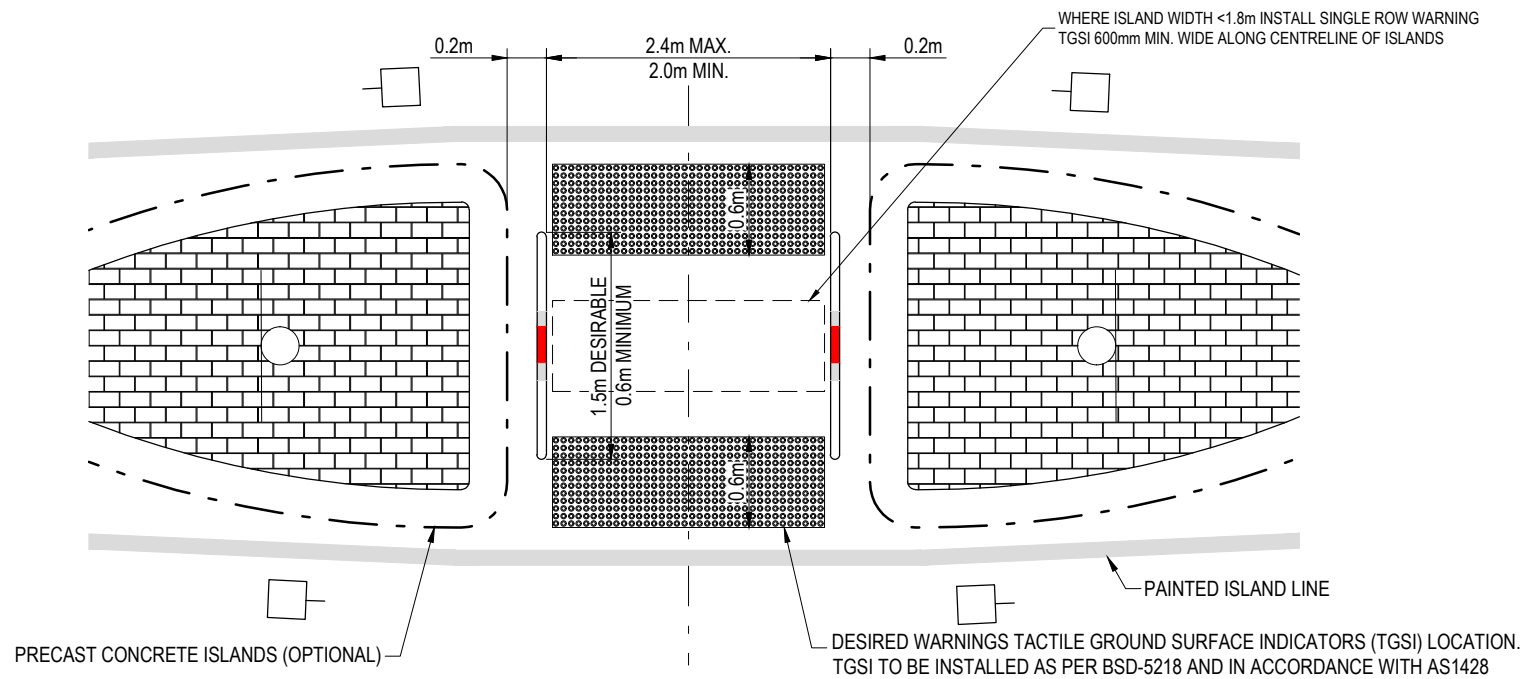 WHERE ISLAND WIDTH <1.8m INSTALL SINGLE ROW WARNING
TGSI 600mm MIN. WIDE ALONG CENTRELINE OF ISLANDS
0.2m
2.4m MAX.
2.0m MIN.
0.2m
0.6m
1.5m DESIRABLE
0.6m MINIMUM
0.6m
PAINTED ISLAND LINE
PRECAST CONCRETE ISLANDS (OPTIONAL)
DESIRED WARNINGS TACTILE GROUND SURFACE INDICATORS (TGSI) LOCATION.
TGSI TO BE INSTALLED AS PER BSD-5218 AND IN ACCORDANCE WITH AS1428